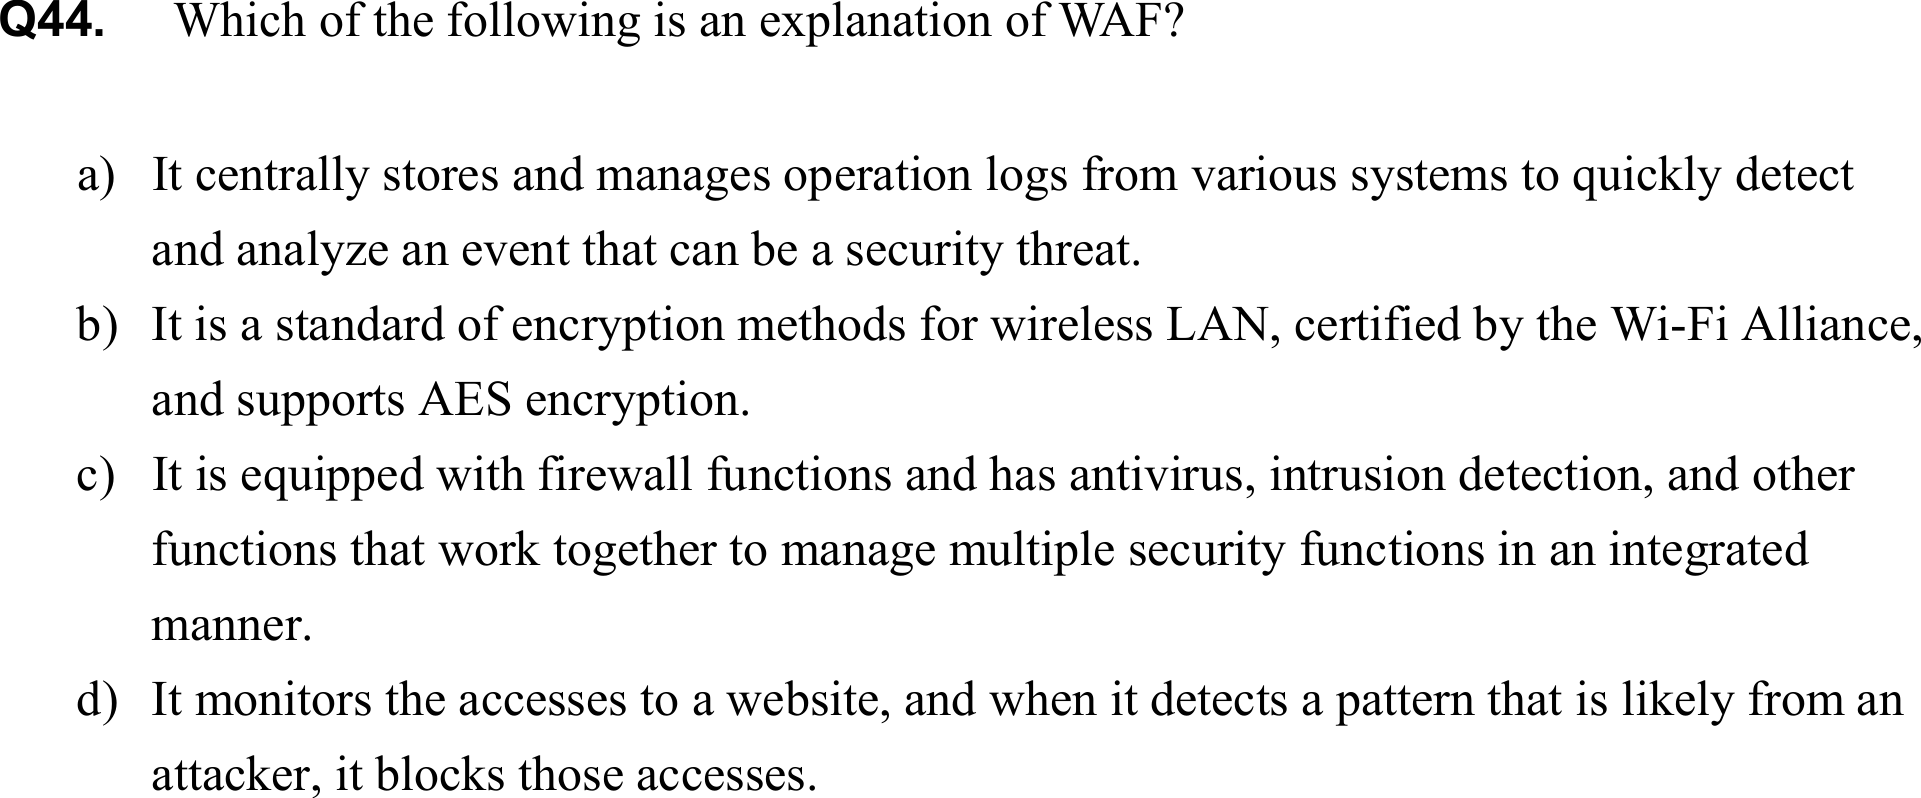 Q44. Which of the following is an explanation of WAF?
a) It centrally stores and manages operation logs from various systems to quickly detect
and analyze an event that can be a security threat.
b) It is a standard of encryption methods for wireless LAN, certified by the Wi-Fi Alliance,
and supports AES encryption.
c) It is equipped with firewall functions and has antivirus, intrusion detection, and other
functions that work together to manage multiple security functions in an integrated
manner.
d) It monitors the accesses to a website, and when it detects a pattern that is likely from an
attacker, it blocks those accesses.